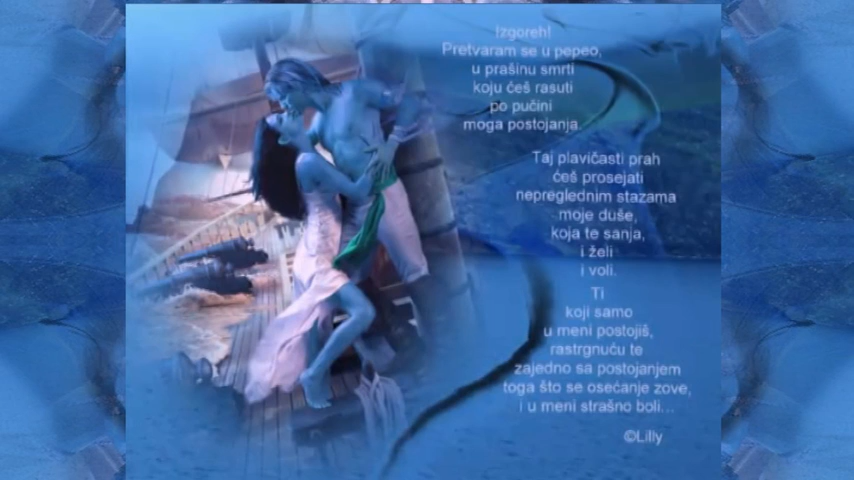 Izgoreh!
Pretvaram se u pepeo,
u prašinu smrti
koju ćeš rasuti
po pučini
moga postojanja.
Taj plavičasti prah
ćeš prosejati
nepreglednim stazama
moje duše,
koja te sanja,
i želi
i voli.
Ti
koji samo
u meni postojiš,
rastrgnuću te
zajedno sa postojanjem
toga što se osećanje zove,
i u meni strašno boli...
©Lilly